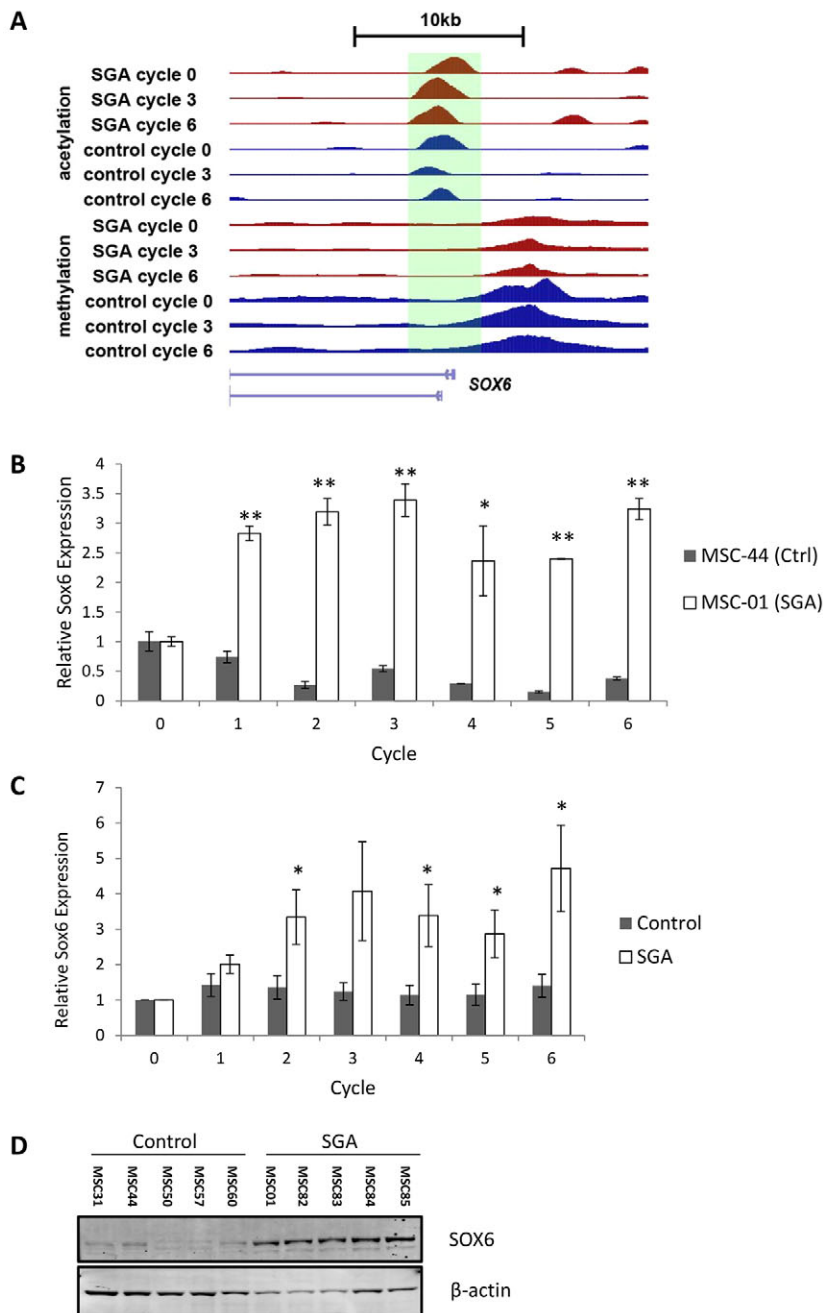 A
10kb
acetylation
SGA cycle 0
SGA cycle 3
SGA cycle 6
control cycle 0
control cycle 3
control cycle 6
methylation
SGA cycle 0
SGA cycle 3
SGA cycle 6
control cycle 0
control cycle 3
control cycle 6
SOX6
B
Relative Sox6 Expression
4
3.5
3
2.5
2
1.5
1
0.5
0
** ** ** * ** **
0 1 2 3 4 5 6
Cycle
MSC-44 (Ctrl)
MSC-01 (SGA)
C
Relative Sox6 Expression
7
6
5
4
3
2
1
0
* * * *
0 1 2 3 4 5 6
Cycle
Control
SGA
D
Control SGA
MSC31 MSC44 MSC50 MSC57 MSC60 MSC01 MSC82 MSC83 MSC84 MSC85
SOX6
β-actin